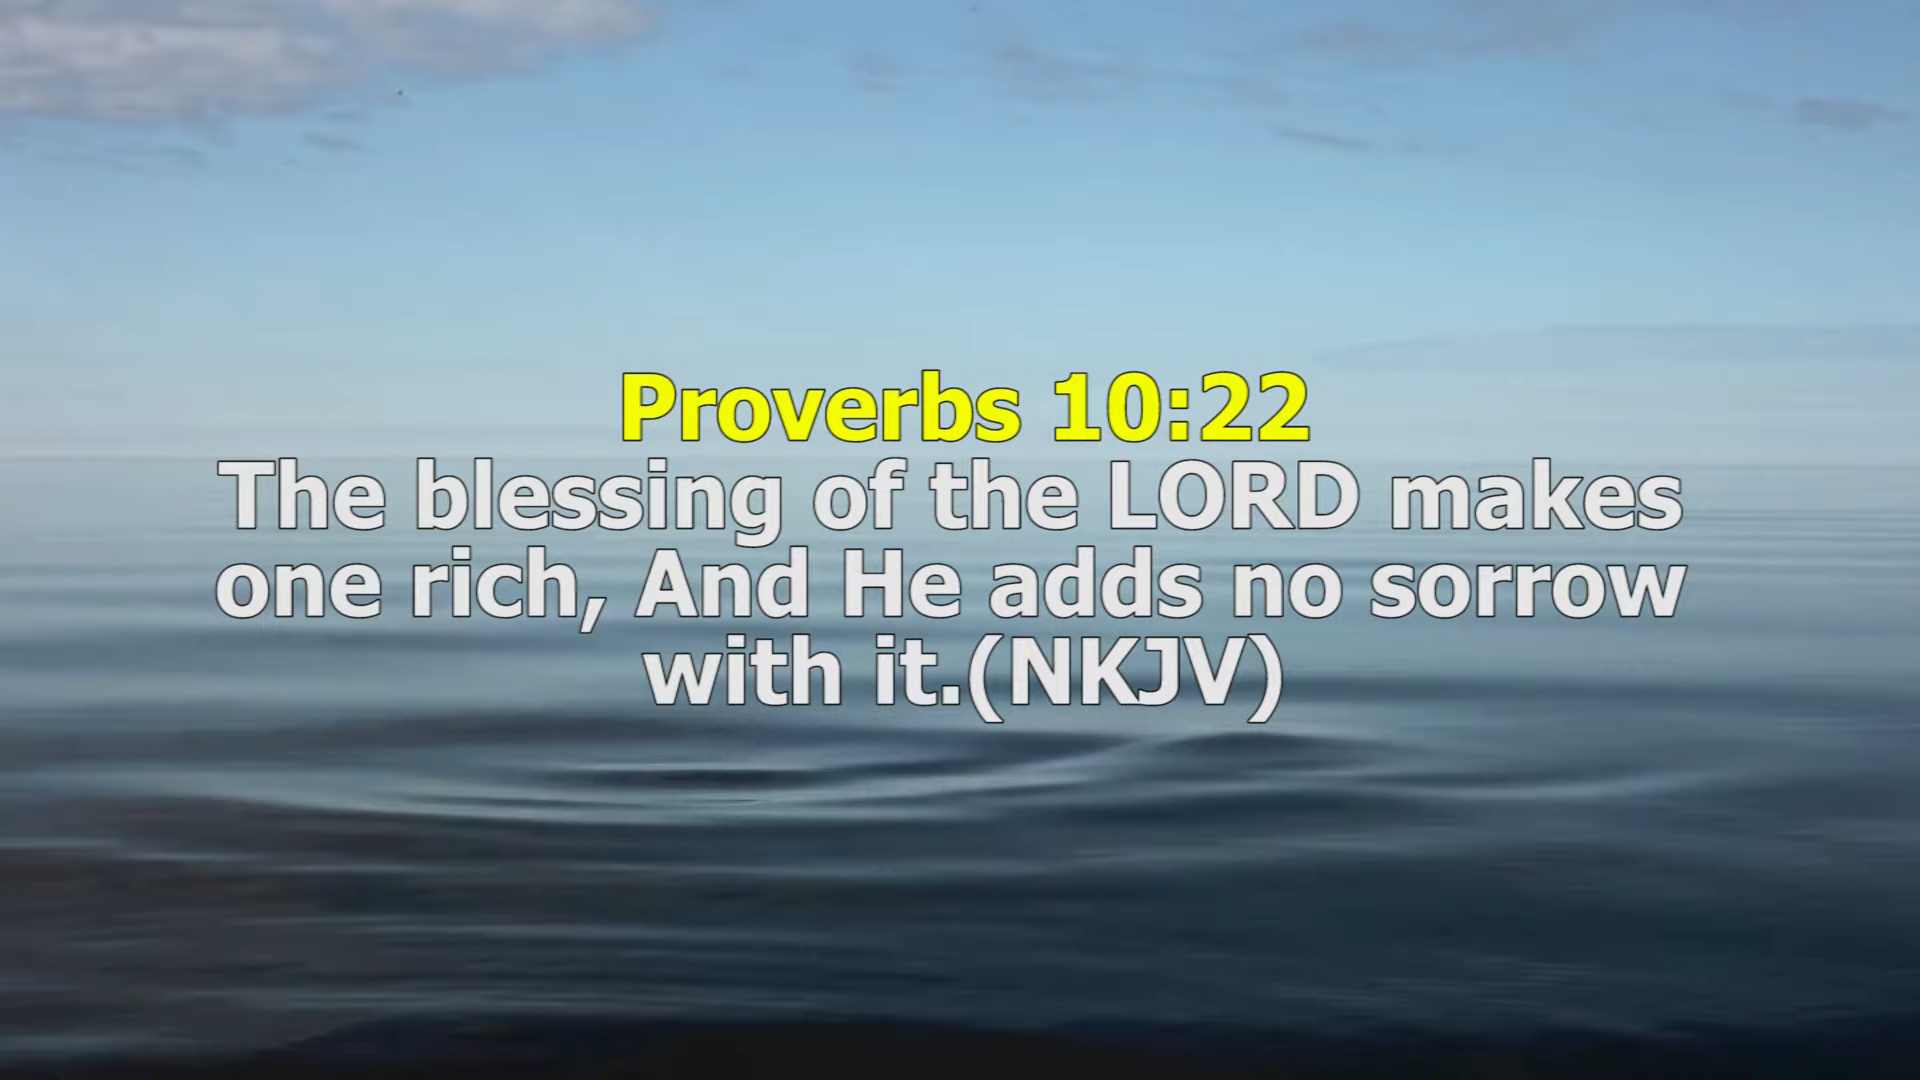 Proverbs 10:22
The blessing of the LORD makes
one rich, And He adds no sorrow
with it.(NKJV)